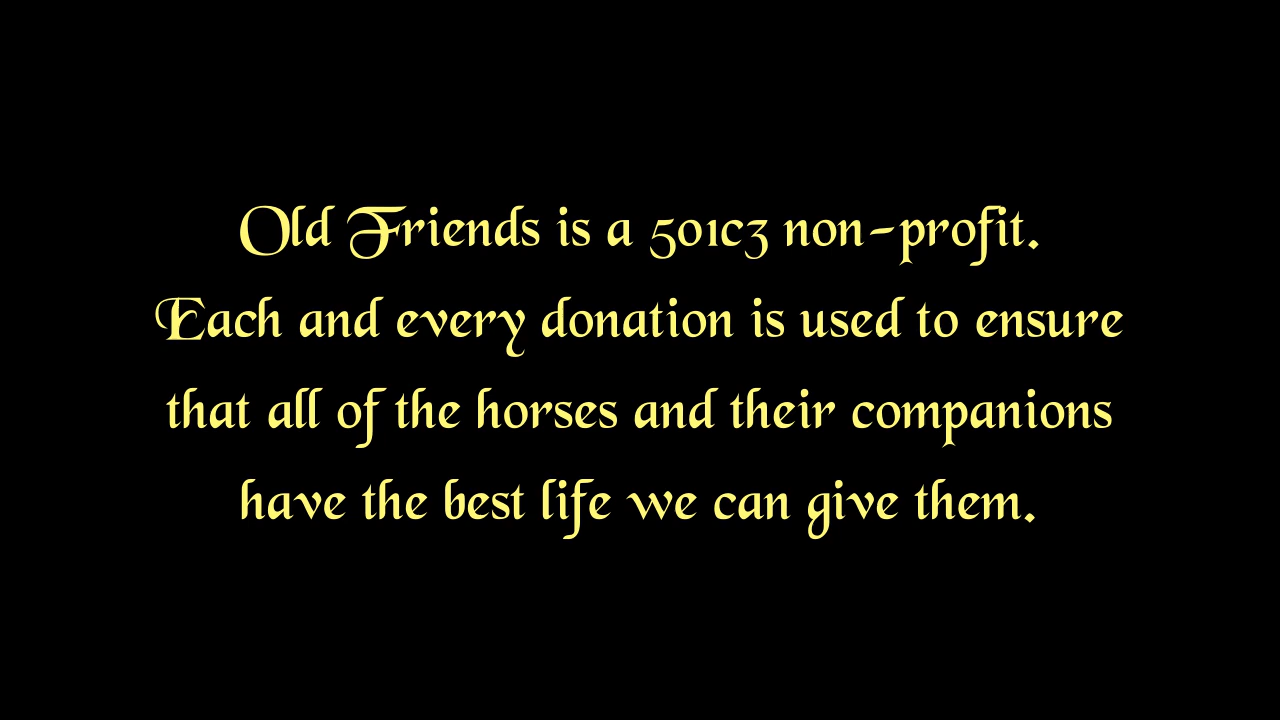 Old Friends is a 501c3 non-profit.
Each and every donation is used to ensure
that all of the horses and their companions
have the best life we can give them.